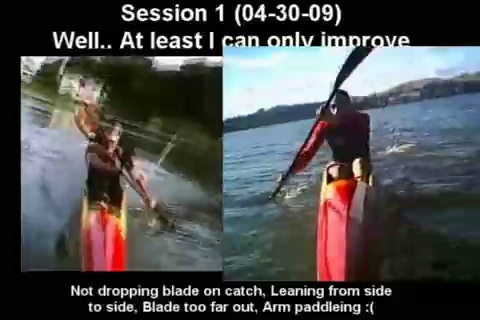 Session 1 (04-30-09)
Well.. At least I can only improve
Not dropping blade on catch, Leaning from side
to side, Blade too far out, Arm paddleing :(